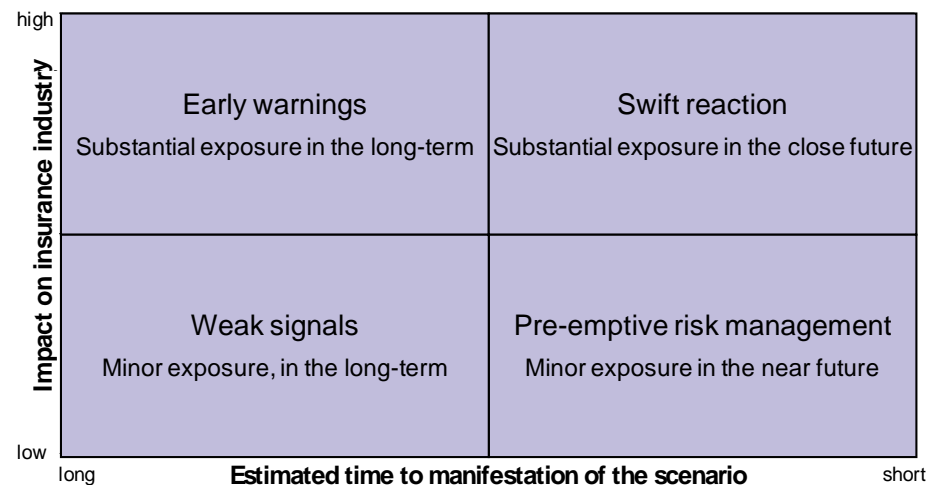 high
Impact on insurance industry
Early warnings
Substantial exposure in the long-term
Swift reaction
Substantial exposure in the close future
Weak signals
Minor exposure, in the long-term
Pre-emptive risk management
Minor exposure in the near future
low
long
Estimated time to manifestation of the scenario
short